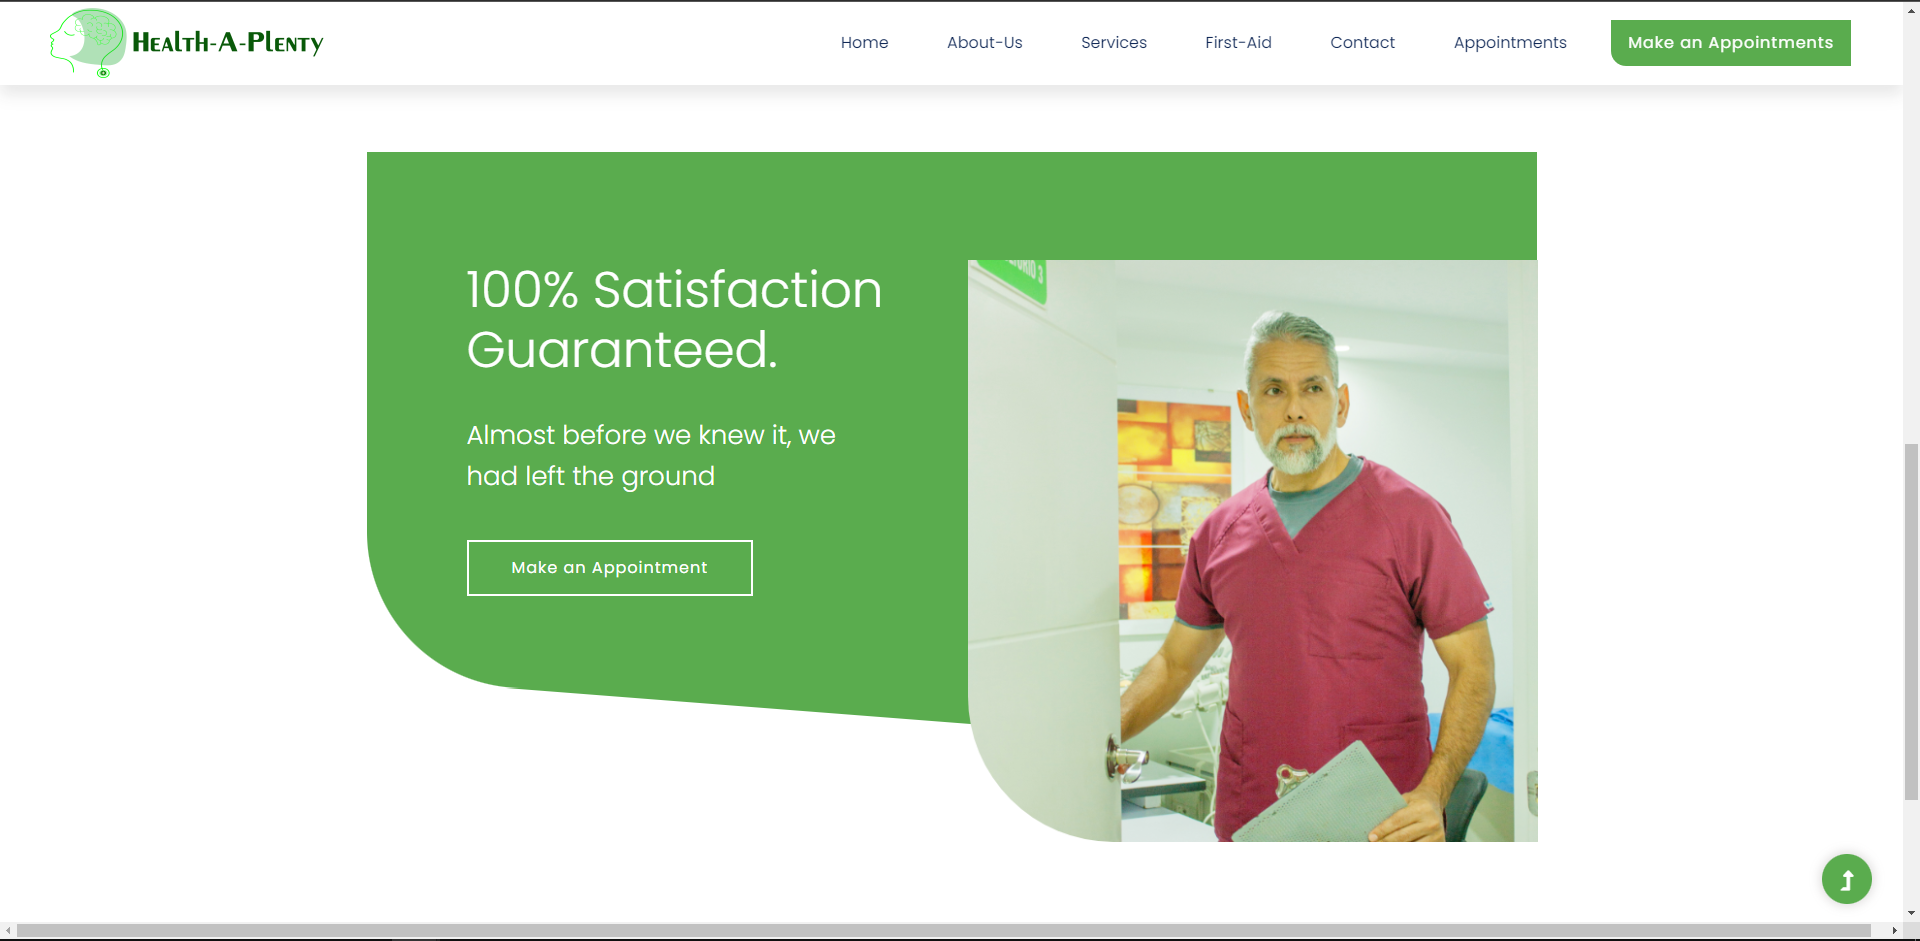 Health-A-Plenty
Home About-Us Services First-Aid Contact Appointments Make an Appointments
100% Satisfaction
Guaranteed.
Almost before we knew it, we
had left the ground
Make an Appointment